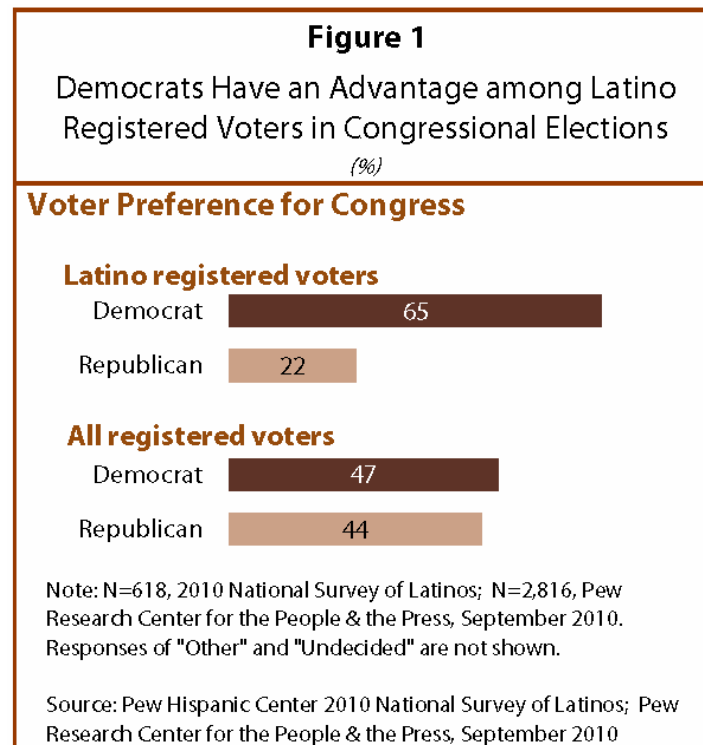 Figure 1
Democrats Have an Advantage among Latino
Registered Voters in Congressional Elections
(%)
Voter Preference for Congress
Latino registered voters
Democrat 65
Republican 22
All registered voters
Democrat 47
Republican 44
Note: N=618, 2010 National Survey of Latinos; N=2,816, Pew
Research Center for the People & the Press, September 2010.
Responses of "Other" and "Undecided" are not shown.
Source: Pew Hispanic Center 2010 National Survey of Latinos; Pew
Research Center for the People & the Press, September 2010